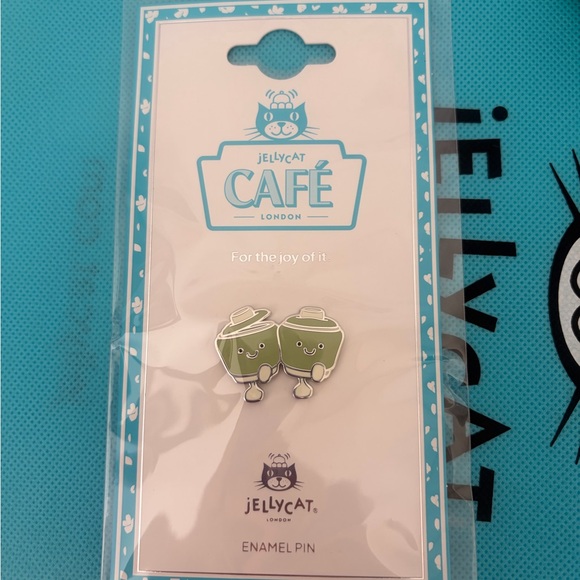 jELLYCAT
CAFÉ
LONDON
For the joy of it
jELLYCAT®
LONDON
ENAMEL PIN
jELLYCAT